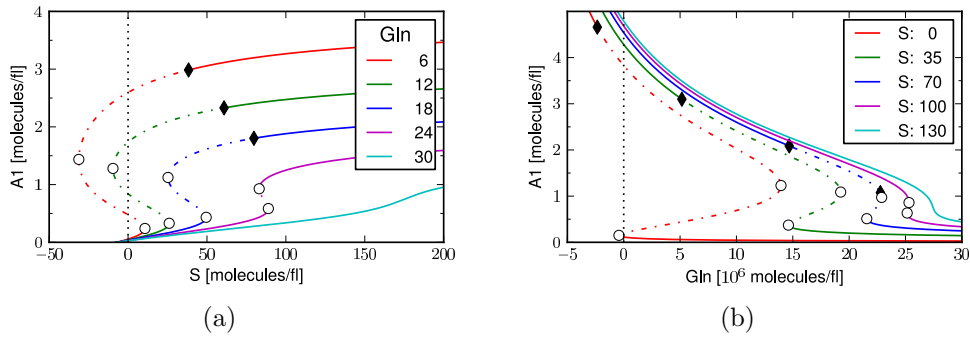 4
3
2
1
0
A1 [molecules/fl]
−50
0
50
100
150
200
S [molecules/fl]
Gln
6
12
18
24
30
(a)
5
4
3
2
1
0
A1 [molecules/fl]
−5
0
5
10
15
20
25
30
Gln [10⁶ molecules/fl]
S: 0
S: 35
S: 70
S: 100
S: 130
(b)